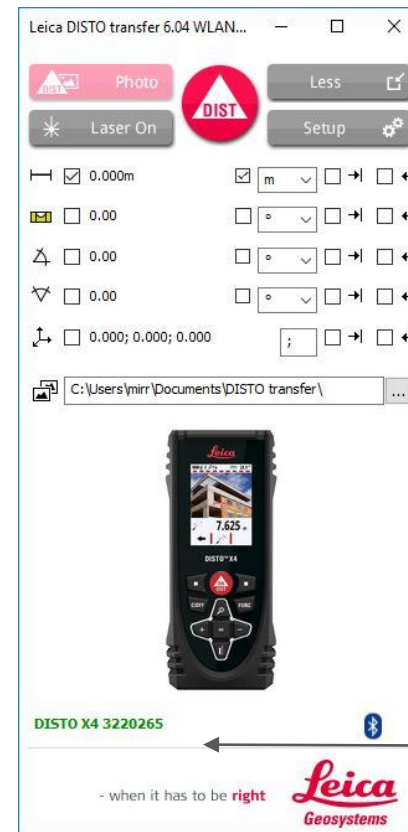 Leica DISTO transfer 6.04 WLAN...
DIST Photo
Less
DIST
Laser On
Setup
0.000m
m
0.00
°
0.00
°
0.00
°
0.000; 0.000; 0.000
;
C:\Users\mirr\Documents\DISTO transfer\
...
Leica
7.625
DISTO™ X4
DIST
FUNC
DISTO X4 3220265
- when it has to be right
Leica
Geosystems